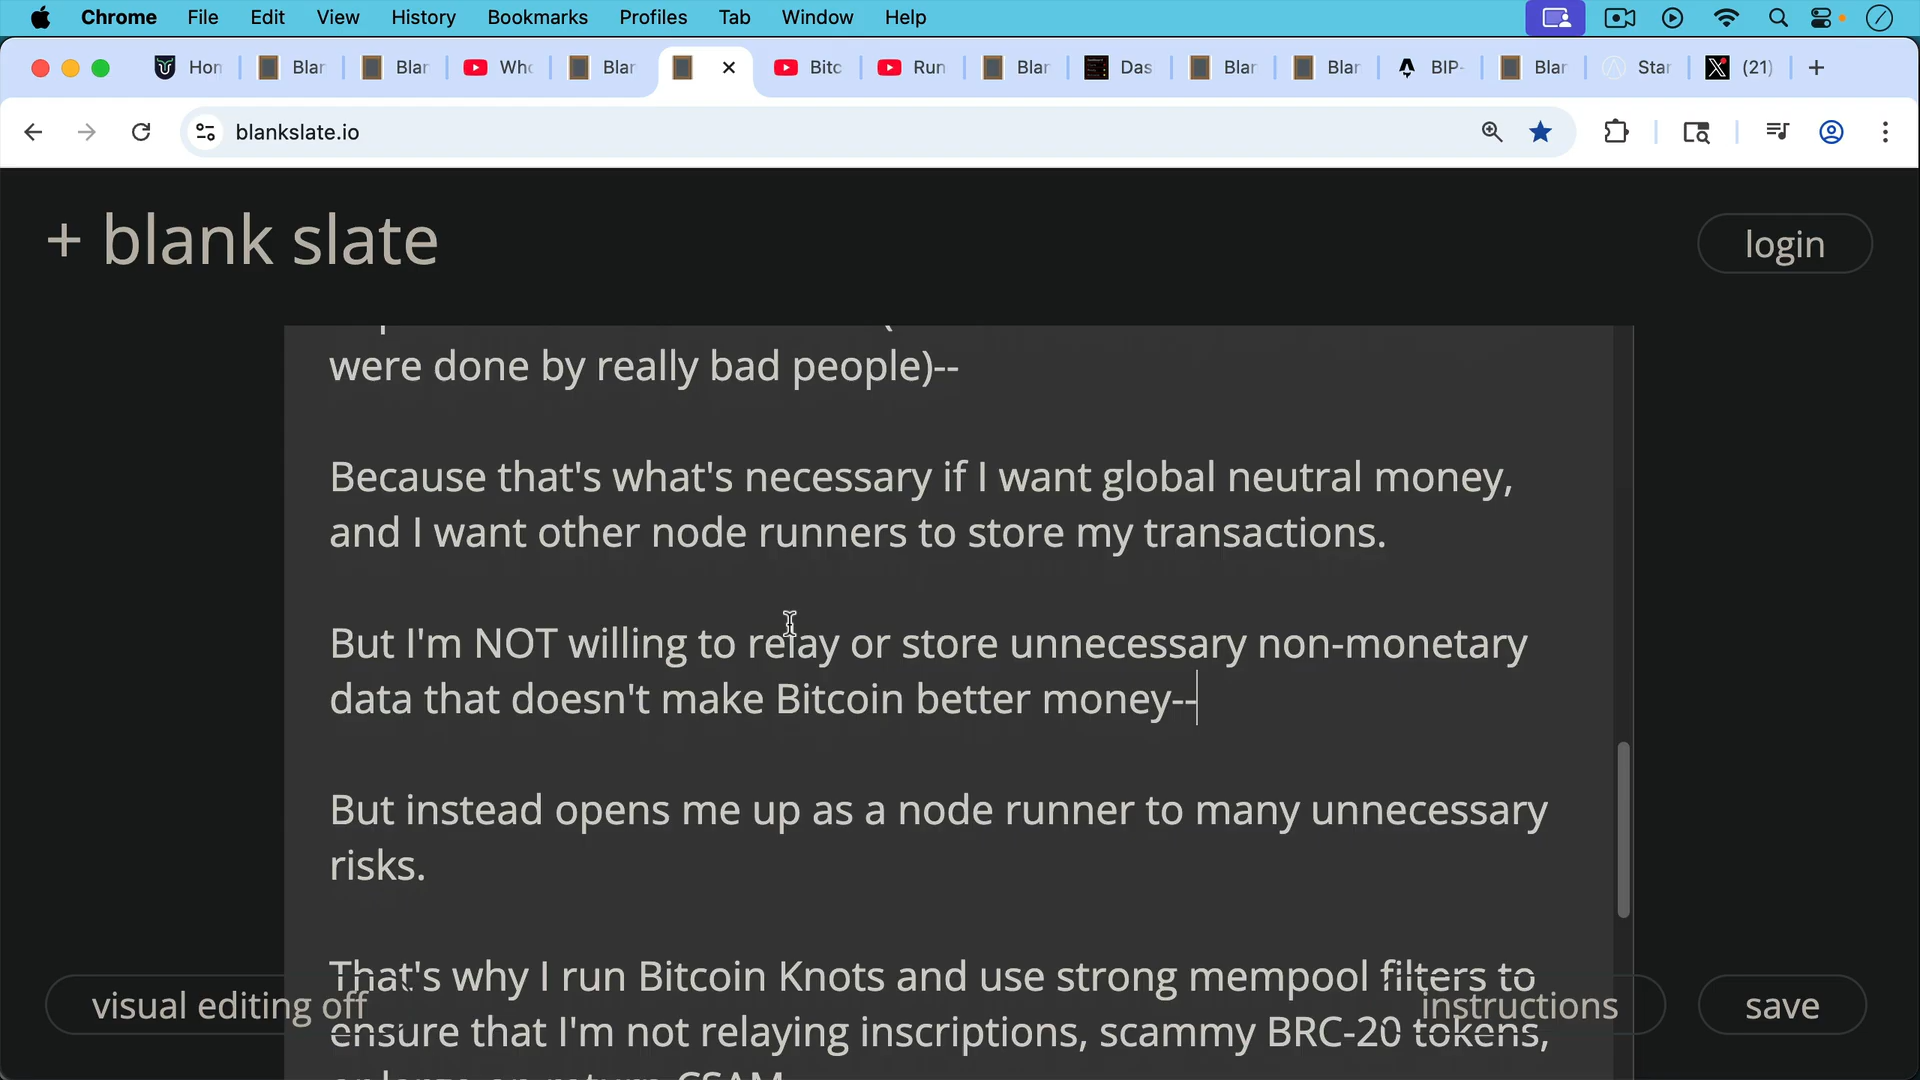 Chrome File Edit View History Bookmarks Profiles Tab Window Help
Hon Blar Blar Who Blar Bitc Run Blar Das Blar Blar BIP- Blar Star (21)
blankslate.io
+ blank slate
login
were done by really bad people)--
Because that's what's necessary if I want global neutral money,
and I want other node runners to store my transactions.
But I'm NOT willing to relay or store unnecessary non-monetary
data that doesn't make Bitcoin better money--
But instead opens me up as a node runner to many unnecessary
risks.
That's why I run Bitcoin Knots and use strong mempool filters to
visual editing off
instructions
save
ensure that I'm not relaying inscriptions, scammy BRC-20 tokens,